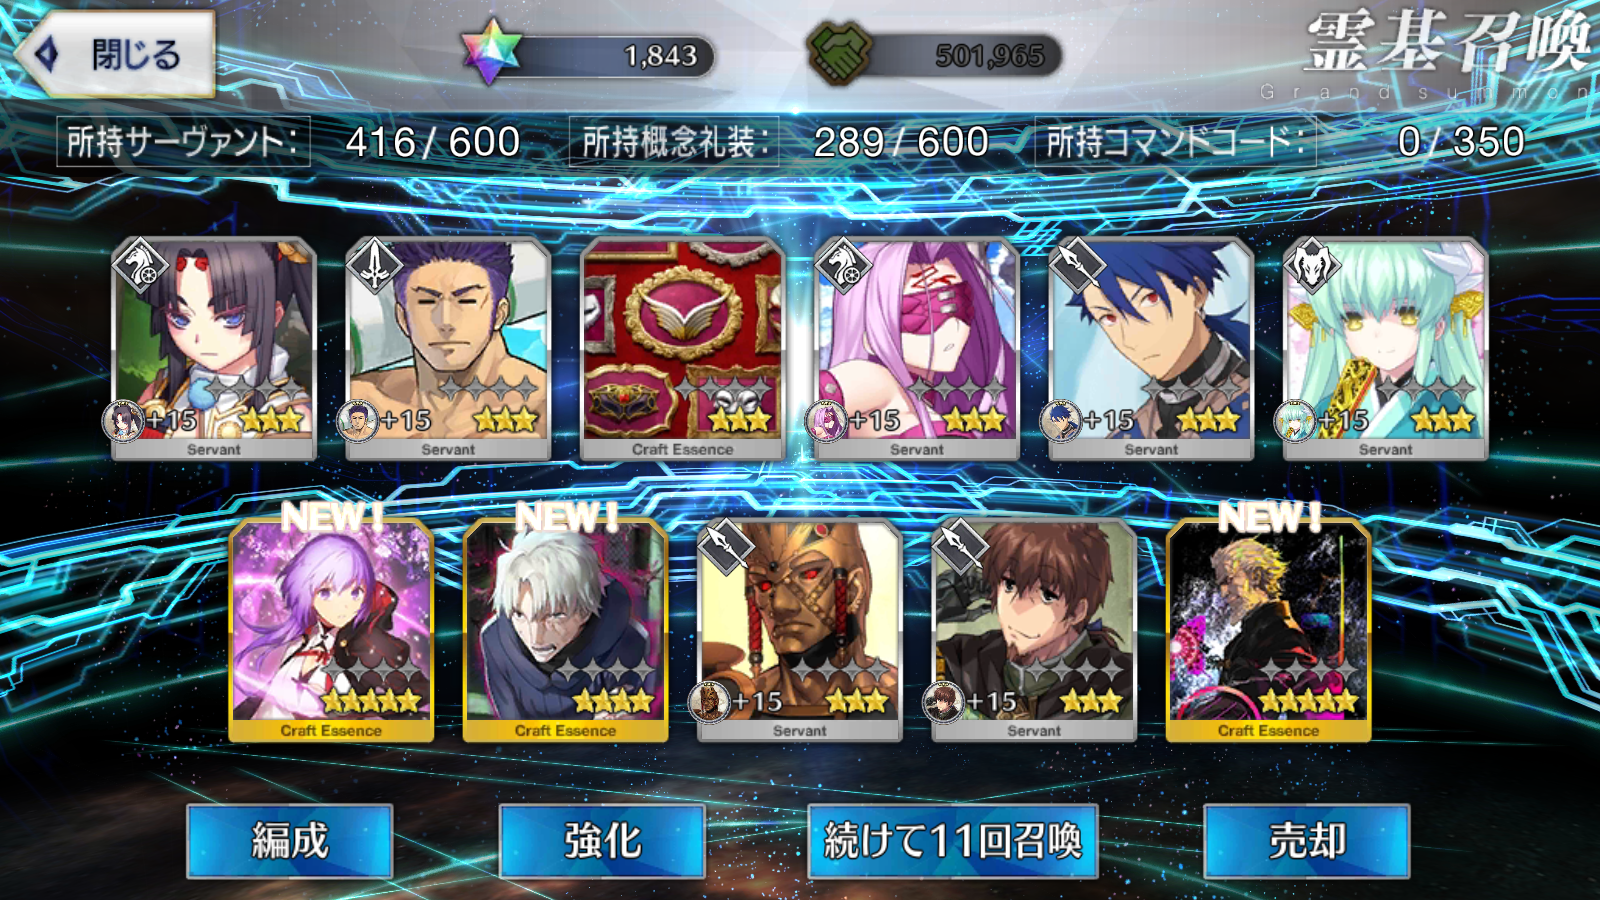 閉じる
1,843
501,965
霊基召喚
Grand summon
所持サーヴァント: 416/600
所持概念礼装: 289/600
所持コマンドコード: 0/350
+15
Servant
+15
Servant
Craft Essence
+15
Servant
+15
Servant
+15
Servant
NEW!
Craft Essence
NEW!
Craft Essence
+15
Servant
+15
Servant
NEW!
Craft Essence
編成
強化
続けて11回召喚
売却